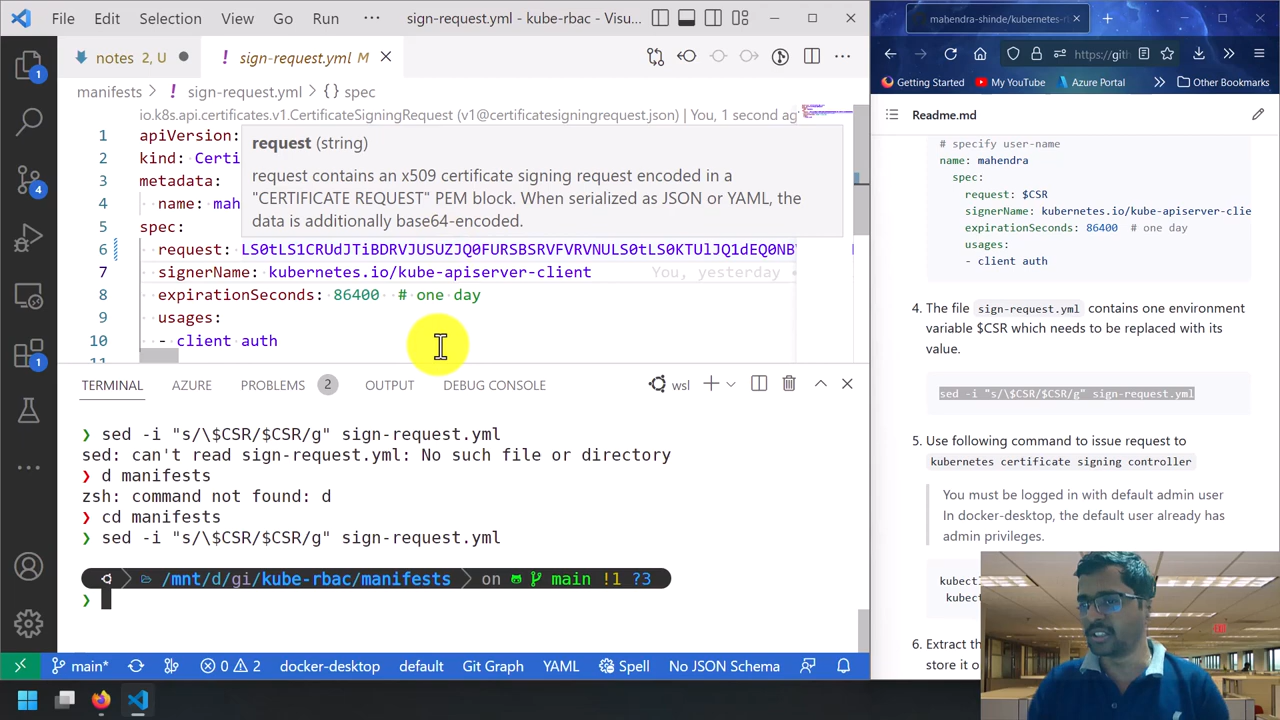 File Edit Selection View Go Run ··· sign-request.yml - kube-rbac - Visu...
notes 2, U
! sign-request.yml M
manifests > ! sign-request.yml > {} spec
io.k8s.api.certificates.v1.CertificateSigningRequest (v1@certificatesigningrequest.json) | You, 1 second ag
1 apiVersion:
2 kind: Certi
3 metadata:
4 name: mah
5 spec:
request (string)
request contains an x509 certificate signing request encoded in a
"CERTIFICATE REQUEST" PEM block. When serialized as JSON or YAML, the
data is additionally base64-encoded.
6 request: LS0tLS1CRUdJTiBDRVJUSUZJQ0FURSBSRVFVRVNULS0tLS0KTUlJQ1dEQ0NB
7 signerName: kubernetes.io/kube-apiserver-client You, yesterday
8 expirationSeconds: 86400 # one day
9 usages:
10 - client auth
11
TERMINAL AZURE PROBLEMS 2 OUTPUT DEBUG CONSOLE wsl
❯ sed -i "s/\$CSR/$CSR/g" sign-request.yml
sed: can't read sign-request.yml: No such file or directory
❯ d manifests
zsh: command not found: d
❯ cd manifests
❯ sed -i "s/\$CSR/$CSR/g" sign-request.yml
/mnt/d/gi/kube-rbac/manifests on main !1 ?3
❯
main* 0 2 docker-desktop default Git Graph YAML Spell No JSON Schema
1
4
1
mahendra-shinde/kubernetes-r
https://gith
Getting Started My YouTube Azure Portal Other Bookmarks
Readme.md
# specify user-name
name: mahendra
spec:
request: $CSR
signerName: kubernetes.io/kube-apiserver-clie
expirationSeconds: 86400 # one day
usages:
- client auth
4. The file sign-request.yml contains one environment
variable $CSR which needs to be replaced with its
value.
sed -i "s/\$CSR/$CSR/g" sign-request.yml
5. Use following command to issue request to
kubernetes certificate signing controller
You must be logged in with default admin user
In docker-desktop, the default user already has
admin privileges.
kubect
kubec
6. Extract th
store it o